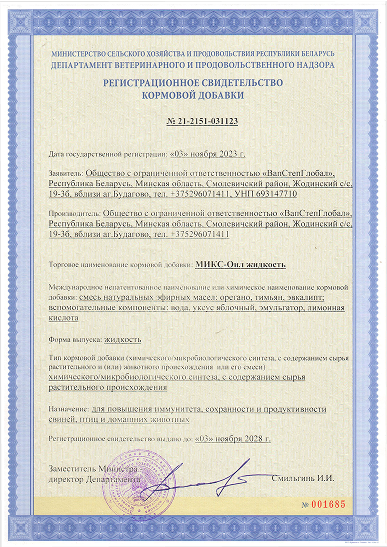 МИНИСТЕРСТВО СЕЛЬСКОГО ХОЗЯЙСТВА И ПРОДОВОЛЬСТВИЯ РЕСПУБЛИКИ БЕЛАРУСЬ
ДЕПАРТАМЕНТ ВЕТЕРИНАРНОГО И ПРОДОВОЛЬСТВЕННОГО НАДЗОРА
РЕГИСТРАЦИОННОЕ СВИДЕТЕЛЬСТВО
КОРМОВОЙ ДОБАВКИ
№ 21-2151-031123
Дата государственной регистрации: «03» ноября 2023 г.
Заявитель: Общество с ограниченной ответственностью «ВапСтепГлобал»,
Республика Беларусь, Минская область, Смолевичский район, Жодинский с/с,
19-3б, вблизи аг.Будагово, тел. +375296071411, УНП 693147710
Производитель: Общество с ограниченной ответственностью «ВапСтепГлобал»,
Республика Беларусь, Минская область, Смолевичский район, Жодинский с/с,
19-3б, вблизи аг.Будагово, тел. +375296071411
Торговое наименование кормовой добавки: МИКС-Оил жидкость
Международное непатентованное наименование или химическое наименование кормовой
добавки: смесь натуральных эфирных масел: орегано, тимьян, эвкалипт;
вспомогательные компоненты: вода, уксус яблочный, эмульгатор, лимонная
кислота
Форма выпуска: жидкость
Тип кормовой добавки (химического/микробиологического синтеза, с содержанием сырья
растительного и (или) животного происхождения или его смеси)
химического/микробиологического синтеза, с содержанием сырья
растительного происхождения
Назначение: для повышения иммунитета, сохранности и продуктивности
свиней, птиц и домашних животных
Регистрационное свидетельство выдано до: «03» ноября 2028 г.
Заместитель Министра
директор Департамента Смильгинь И.И.
№ 001685